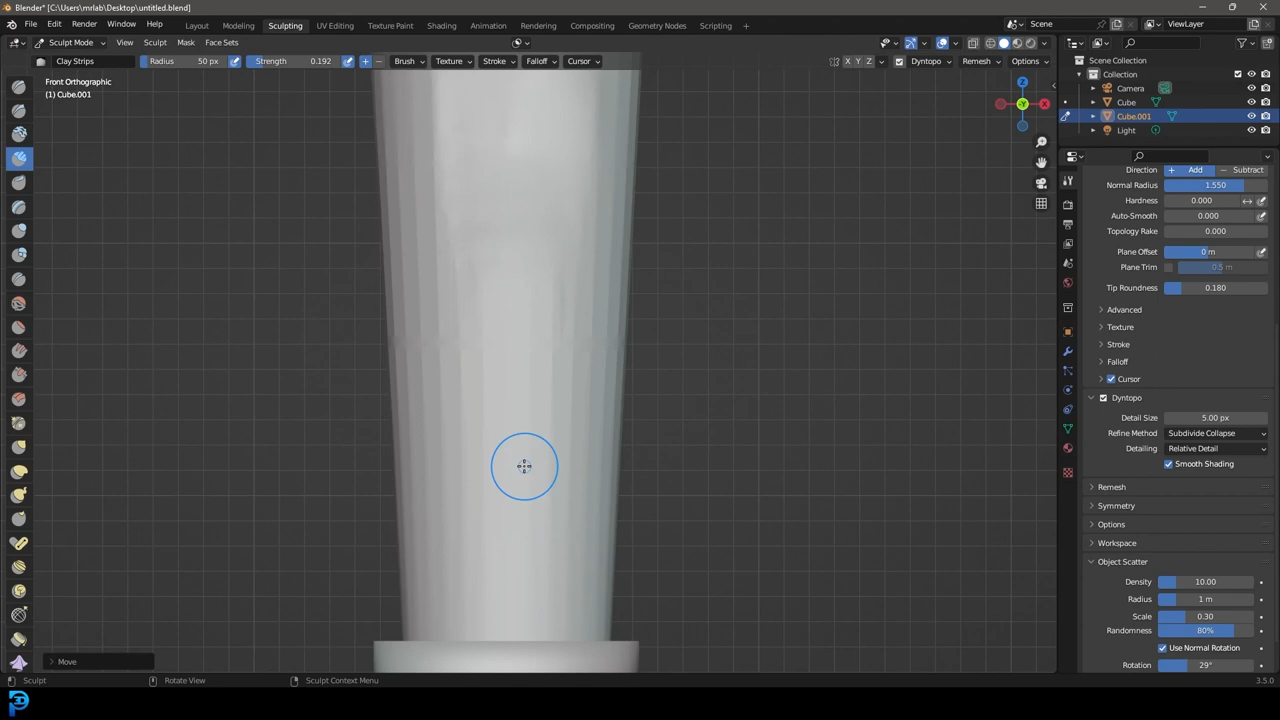 Blender* [C:\Users\mrlab\Desktop\untitled.blend]
File Edit Render Window Help Layout Modeling Sculpting UV Editing Texture Paint Shading Animation Rendering Compositing Geometry Nodes Scripting Scene ViewLayer
Sculpt Mode View Sculpt Mask Face Sets
Clay Strips Radius 50 px Strength 0.192 + − Brush Texture Stroke Falloff Cursor X Y Z Dyntopo Remesh Options
Front Orthographic
(1) Cube.001
Z
Y
X
Scene Collection
Collection
Camera
Cube
Cube.001
Light
Direction + Add − Subtract
Normal Radius 1.550
Hardness 0.000
Auto-Smooth 0.000
Topology Rake 0.000
Plane Offset 0 m
Plane Trim 0.5 m
Tip Roundness 0.180
Advanced
Texture
Stroke
Falloff
Cursor
Dyntopo
Detail Size 5.00 px
Refine Method Subdivide Collapse
Detailing Relative Detail
Smooth Shading
Remesh
Symmetry
Options
Workspace
Object Scatter
Density 10.00
Radius 1 m
Scale 0.30
Randomness 80%
Use Normal Rotation
Rotation 29°
Move
Sculpt Rotate View Sculpt Context Menu 3.5.0